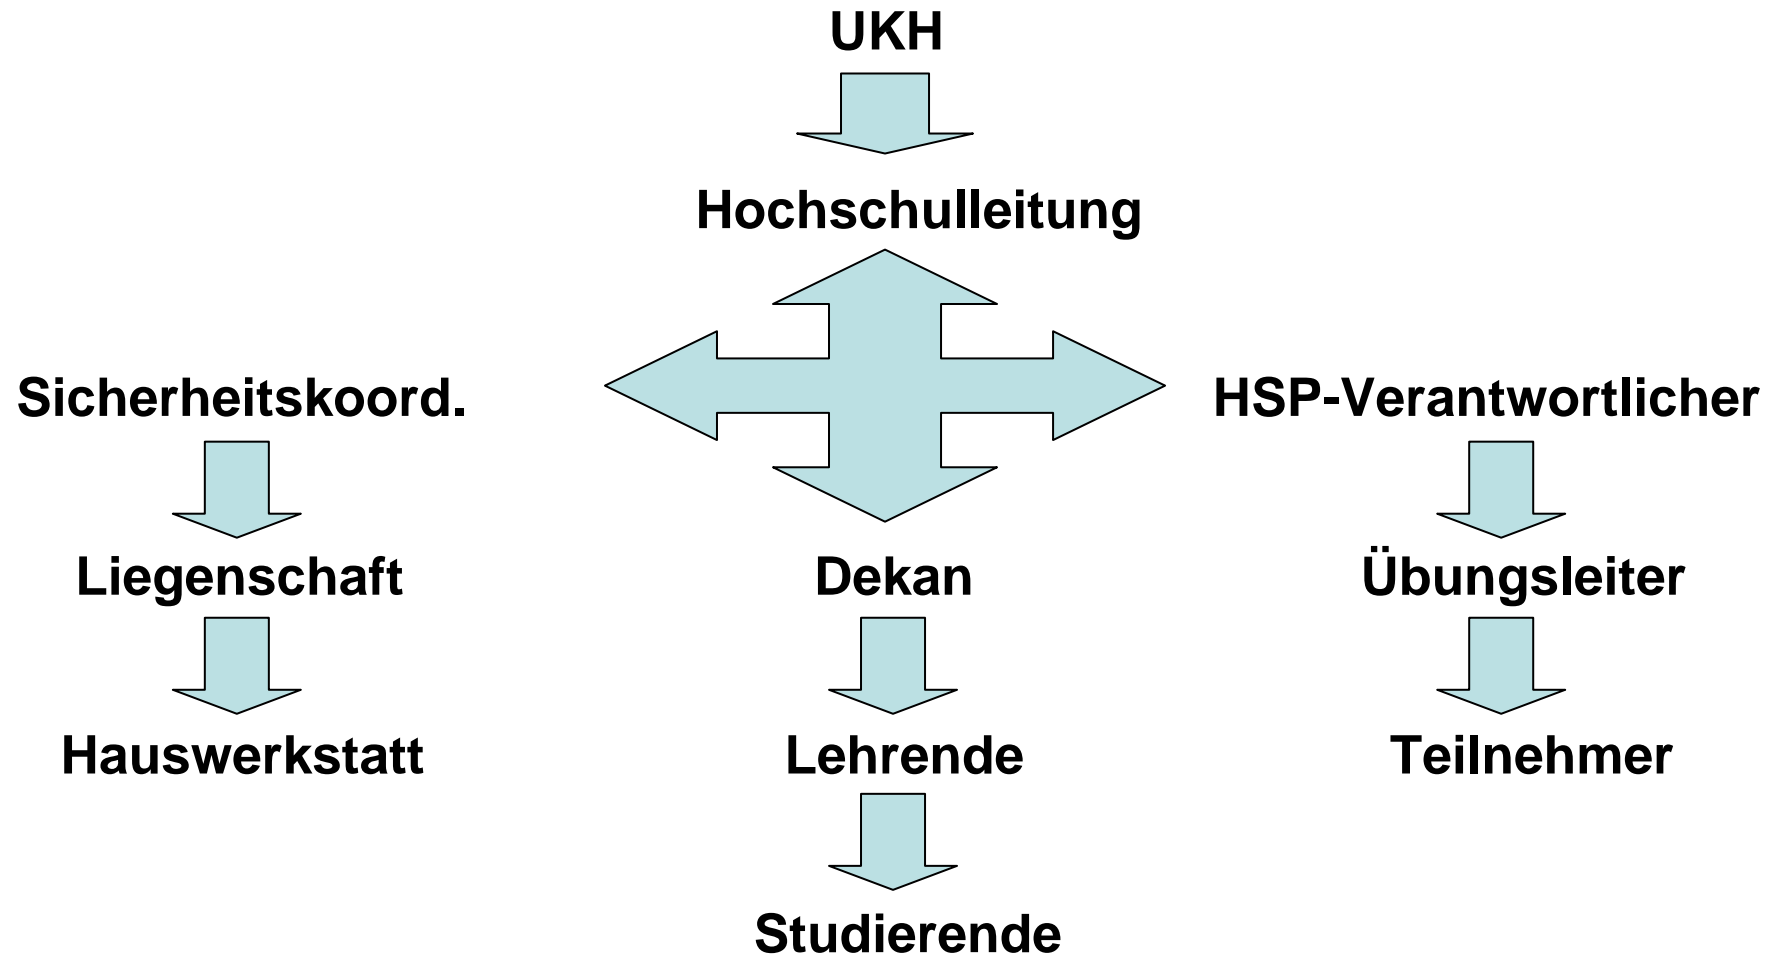 UKH
Hochschulleitung
Sicherheitskoord.
HSP-Verantwortlicher
Liegenschaft
Dekan
Übungsleiter
Hauswerkstatt
Lehrende
Teilnehmer
Studierende